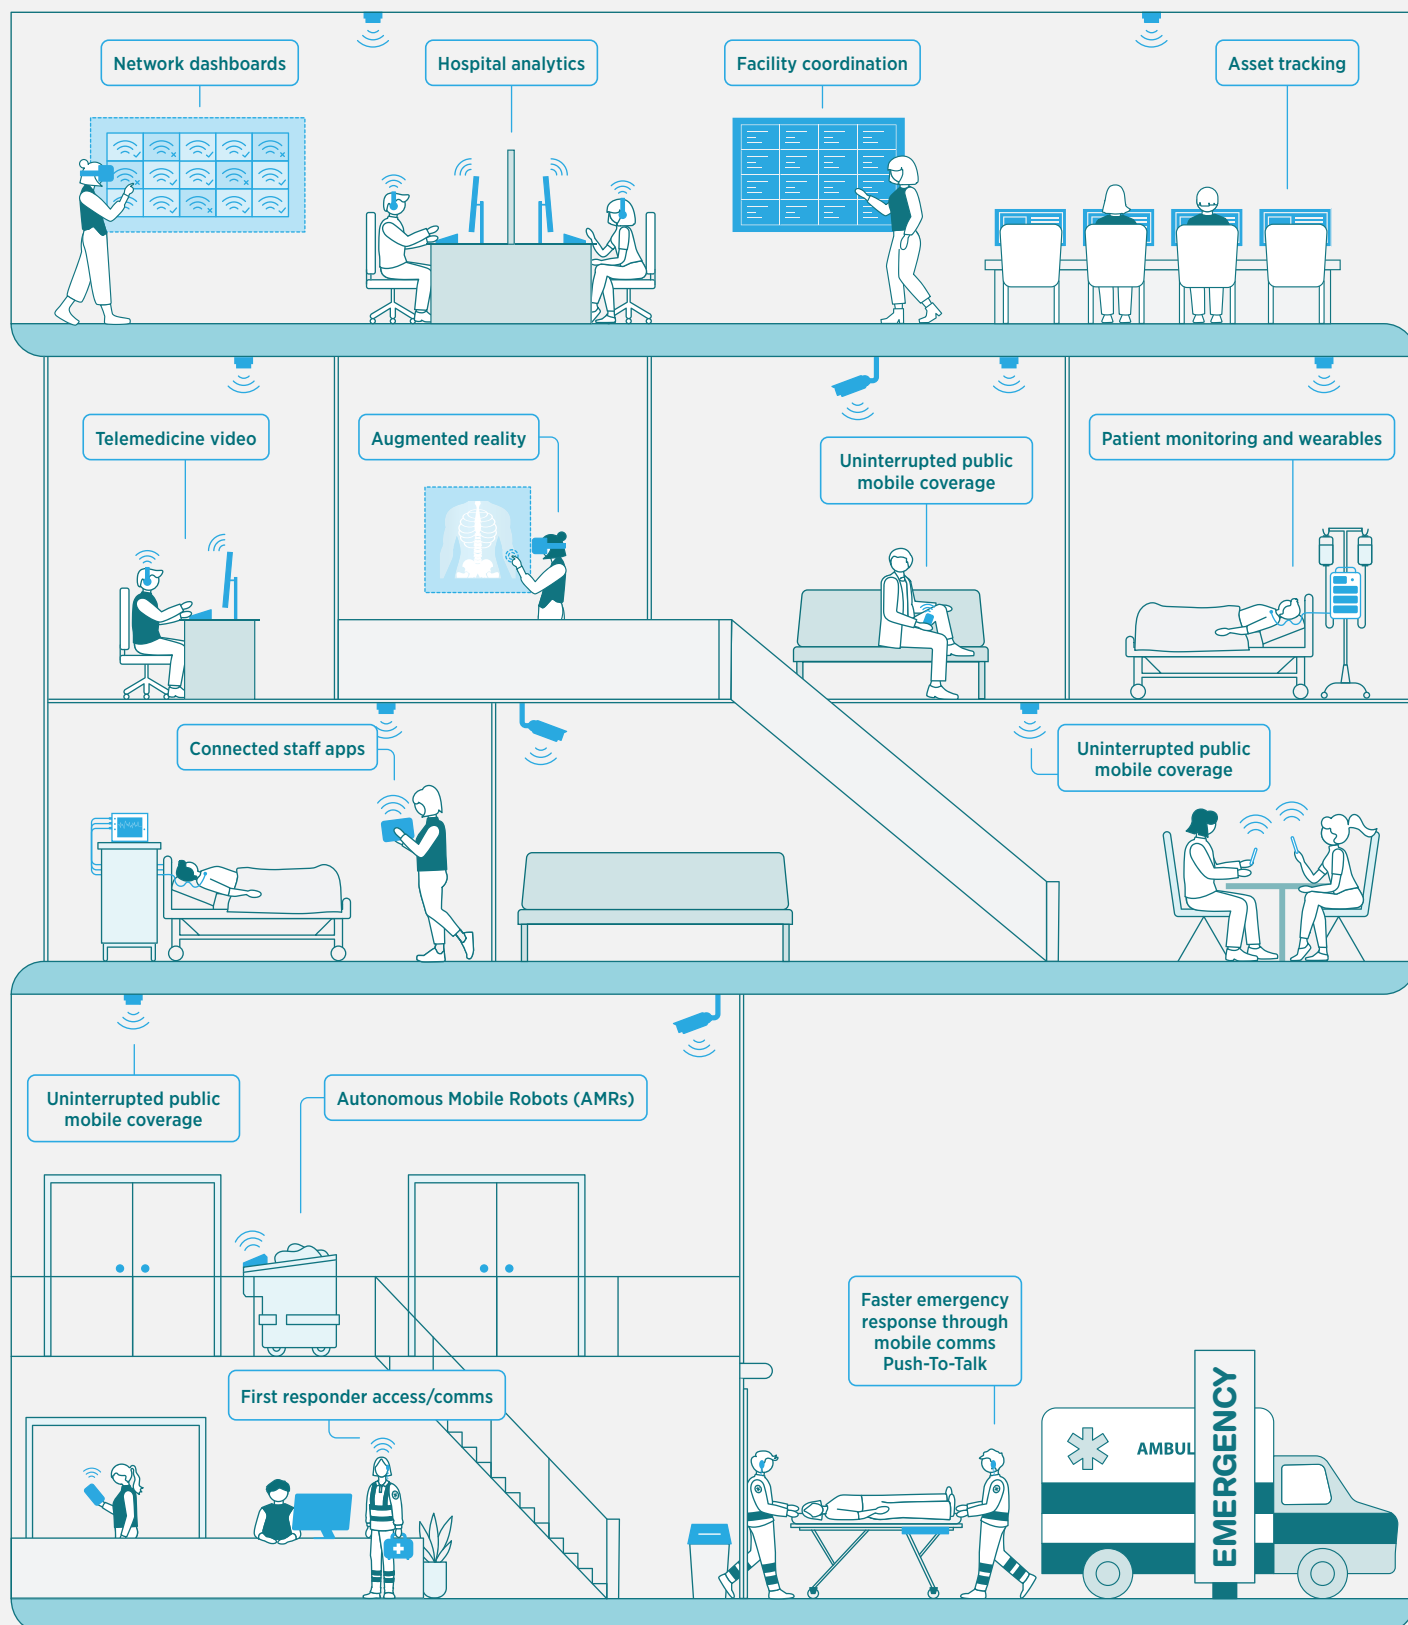 Network dashboards
Hospital analytics
Facility coordination
Asset tracking
Telemedicine video
Augmented reality
Uninterrupted public
mobile coverage
Patient monitoring and wearables
Connected staff apps
Uninterrupted public
mobile coverage
Uninterrupted public
mobile coverage
Autonomous Mobile Robots (AMRs)
Faster emergency
response through
mobile comms
Push-To-Talk
First responder access/comms
AMBUL
EMERGENCY